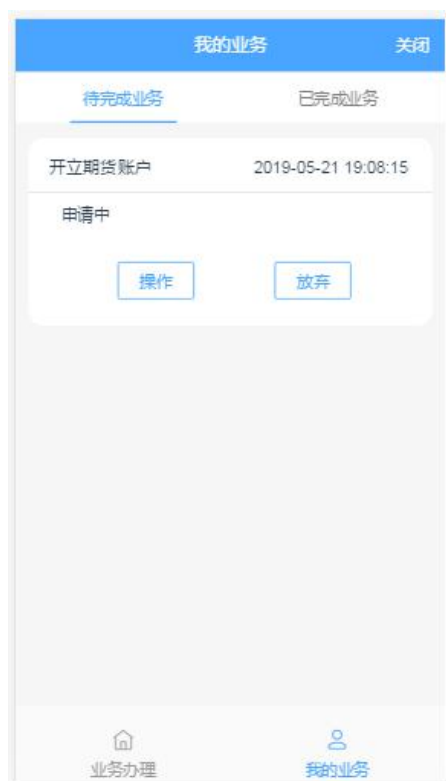 我的业务 关闭
待完成业务 已完成业务
开立期货账户 2019-05-21 19:08:15
申请中
操作 放弃
业务办理 我的业务